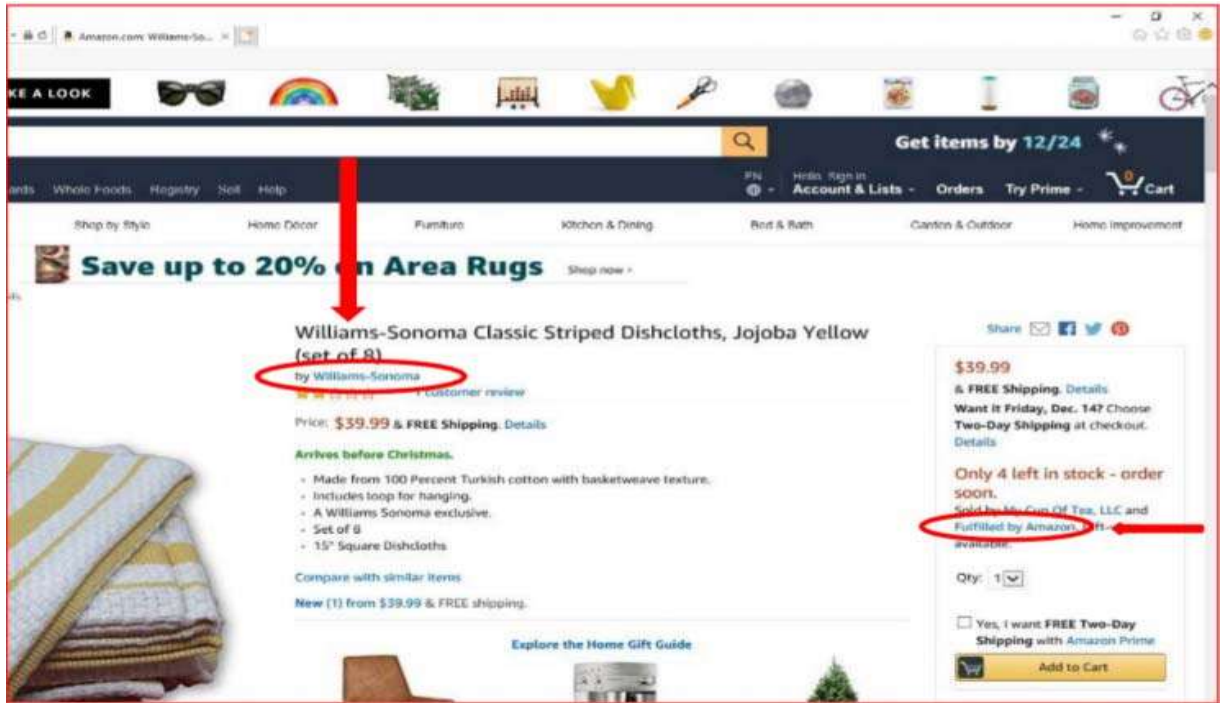 Amazon.com: Williams-So...
KE A LOOK
Get items by 12/24
Whole Foods Registry Sell Help
EN
Hello, Sign in
Account & Lists
Orders
Try Prime
0
Cart
Shop by Style
Home Décor
Furniture
Kitchen & Dining
Bed & Bath
Garden & Outdoor
Home Improvement
Save up to 20% on Area Rugs
Shop now ›
Williams-Sonoma Classic Striped Dishcloths, Jojoba Yellow
(set of 8)
by Williams-Sonoma
1 customer review
Price: $39.99 & FREE Shipping. Details
Arrives before Christmas.
Made from 100 Percent Turkish cotton with basketweave texture.
Includes loop for hanging.
A Williams Sonoma exclusive.
Set of 8
15" Square Dishcloths
Compare with similar items
New (1) from $39.99 & FREE shipping.
Explore the Home Gift Guide
Share
$39.99
& FREE Shipping. Details
Want it Friday, Dec. 14? Choose
Two-Day Shipping at checkout.
Details
Only 4 left in stock - order
soon.
Sold by My Cup Of Tea, LLC and
Fulfilled by Amazon.
available.
Qty: 1
Yes, I want FREE Two-Day
Shipping with Amazon Prime
Add to Cart